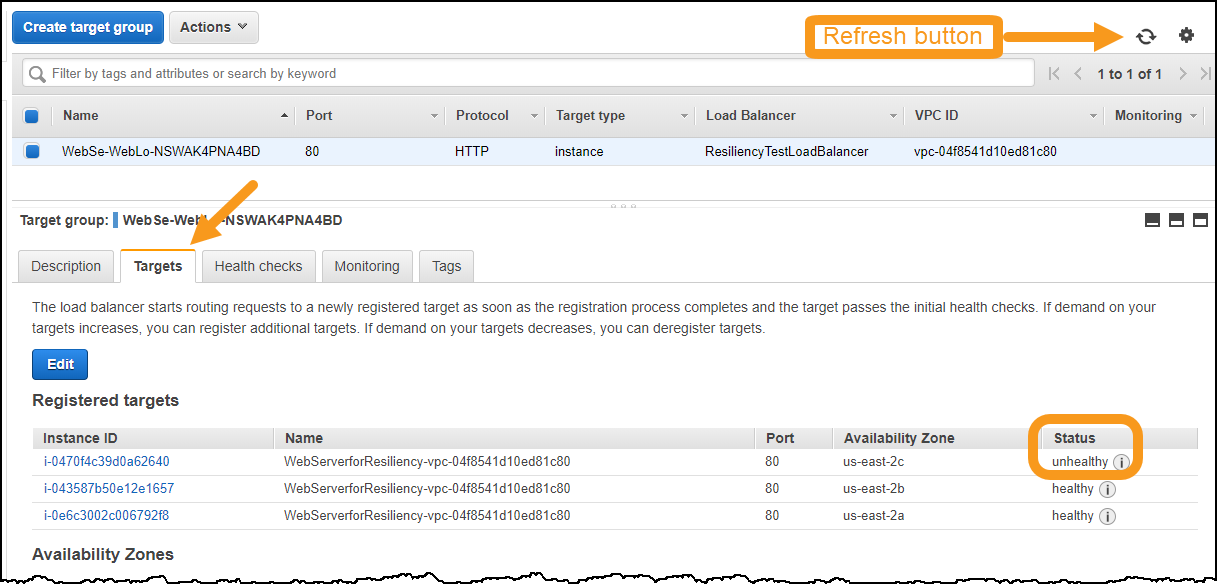 Create target group Actions
Refresh button
Filter by tags and attributes or search by keyword
1 to 1 of 1
Name Port Protocol Target type Load Balancer VPC ID Monitoring
WebSe-WebLo-NSWAK4PNA4BD 80 HTTP instance ResiliencyTestLoadBalancer vpc-04f8541d10ed81c80
Target group: WebSe-WebLo-NSWAK4PNA4BD
Description Targets Health checks Monitoring Tags
The load balancer starts routing requests to a newly registered target as soon as the registration process completes and the target passes the initial health checks. If demand on your
targets increases, you can register additional targets. If demand on your targets decreases, you can deregister targets.
Edit
Registered targets
Instance ID Name Port Availability Zone Status
i-0470f4c39d0a62640 WebServerforResiliency-vpc-04f8541d10ed81c80 80 us-east-2c unhealthy
i-043587b50e12e1657 WebServerforResiliency-vpc-04f8541d10ed81c80 80 us-east-2b healthy
i-0e6c3002c006792f8 WebServerforResiliency-vpc-04f8541d10ed81c80 80 us-east-2a healthy
Availability Zones